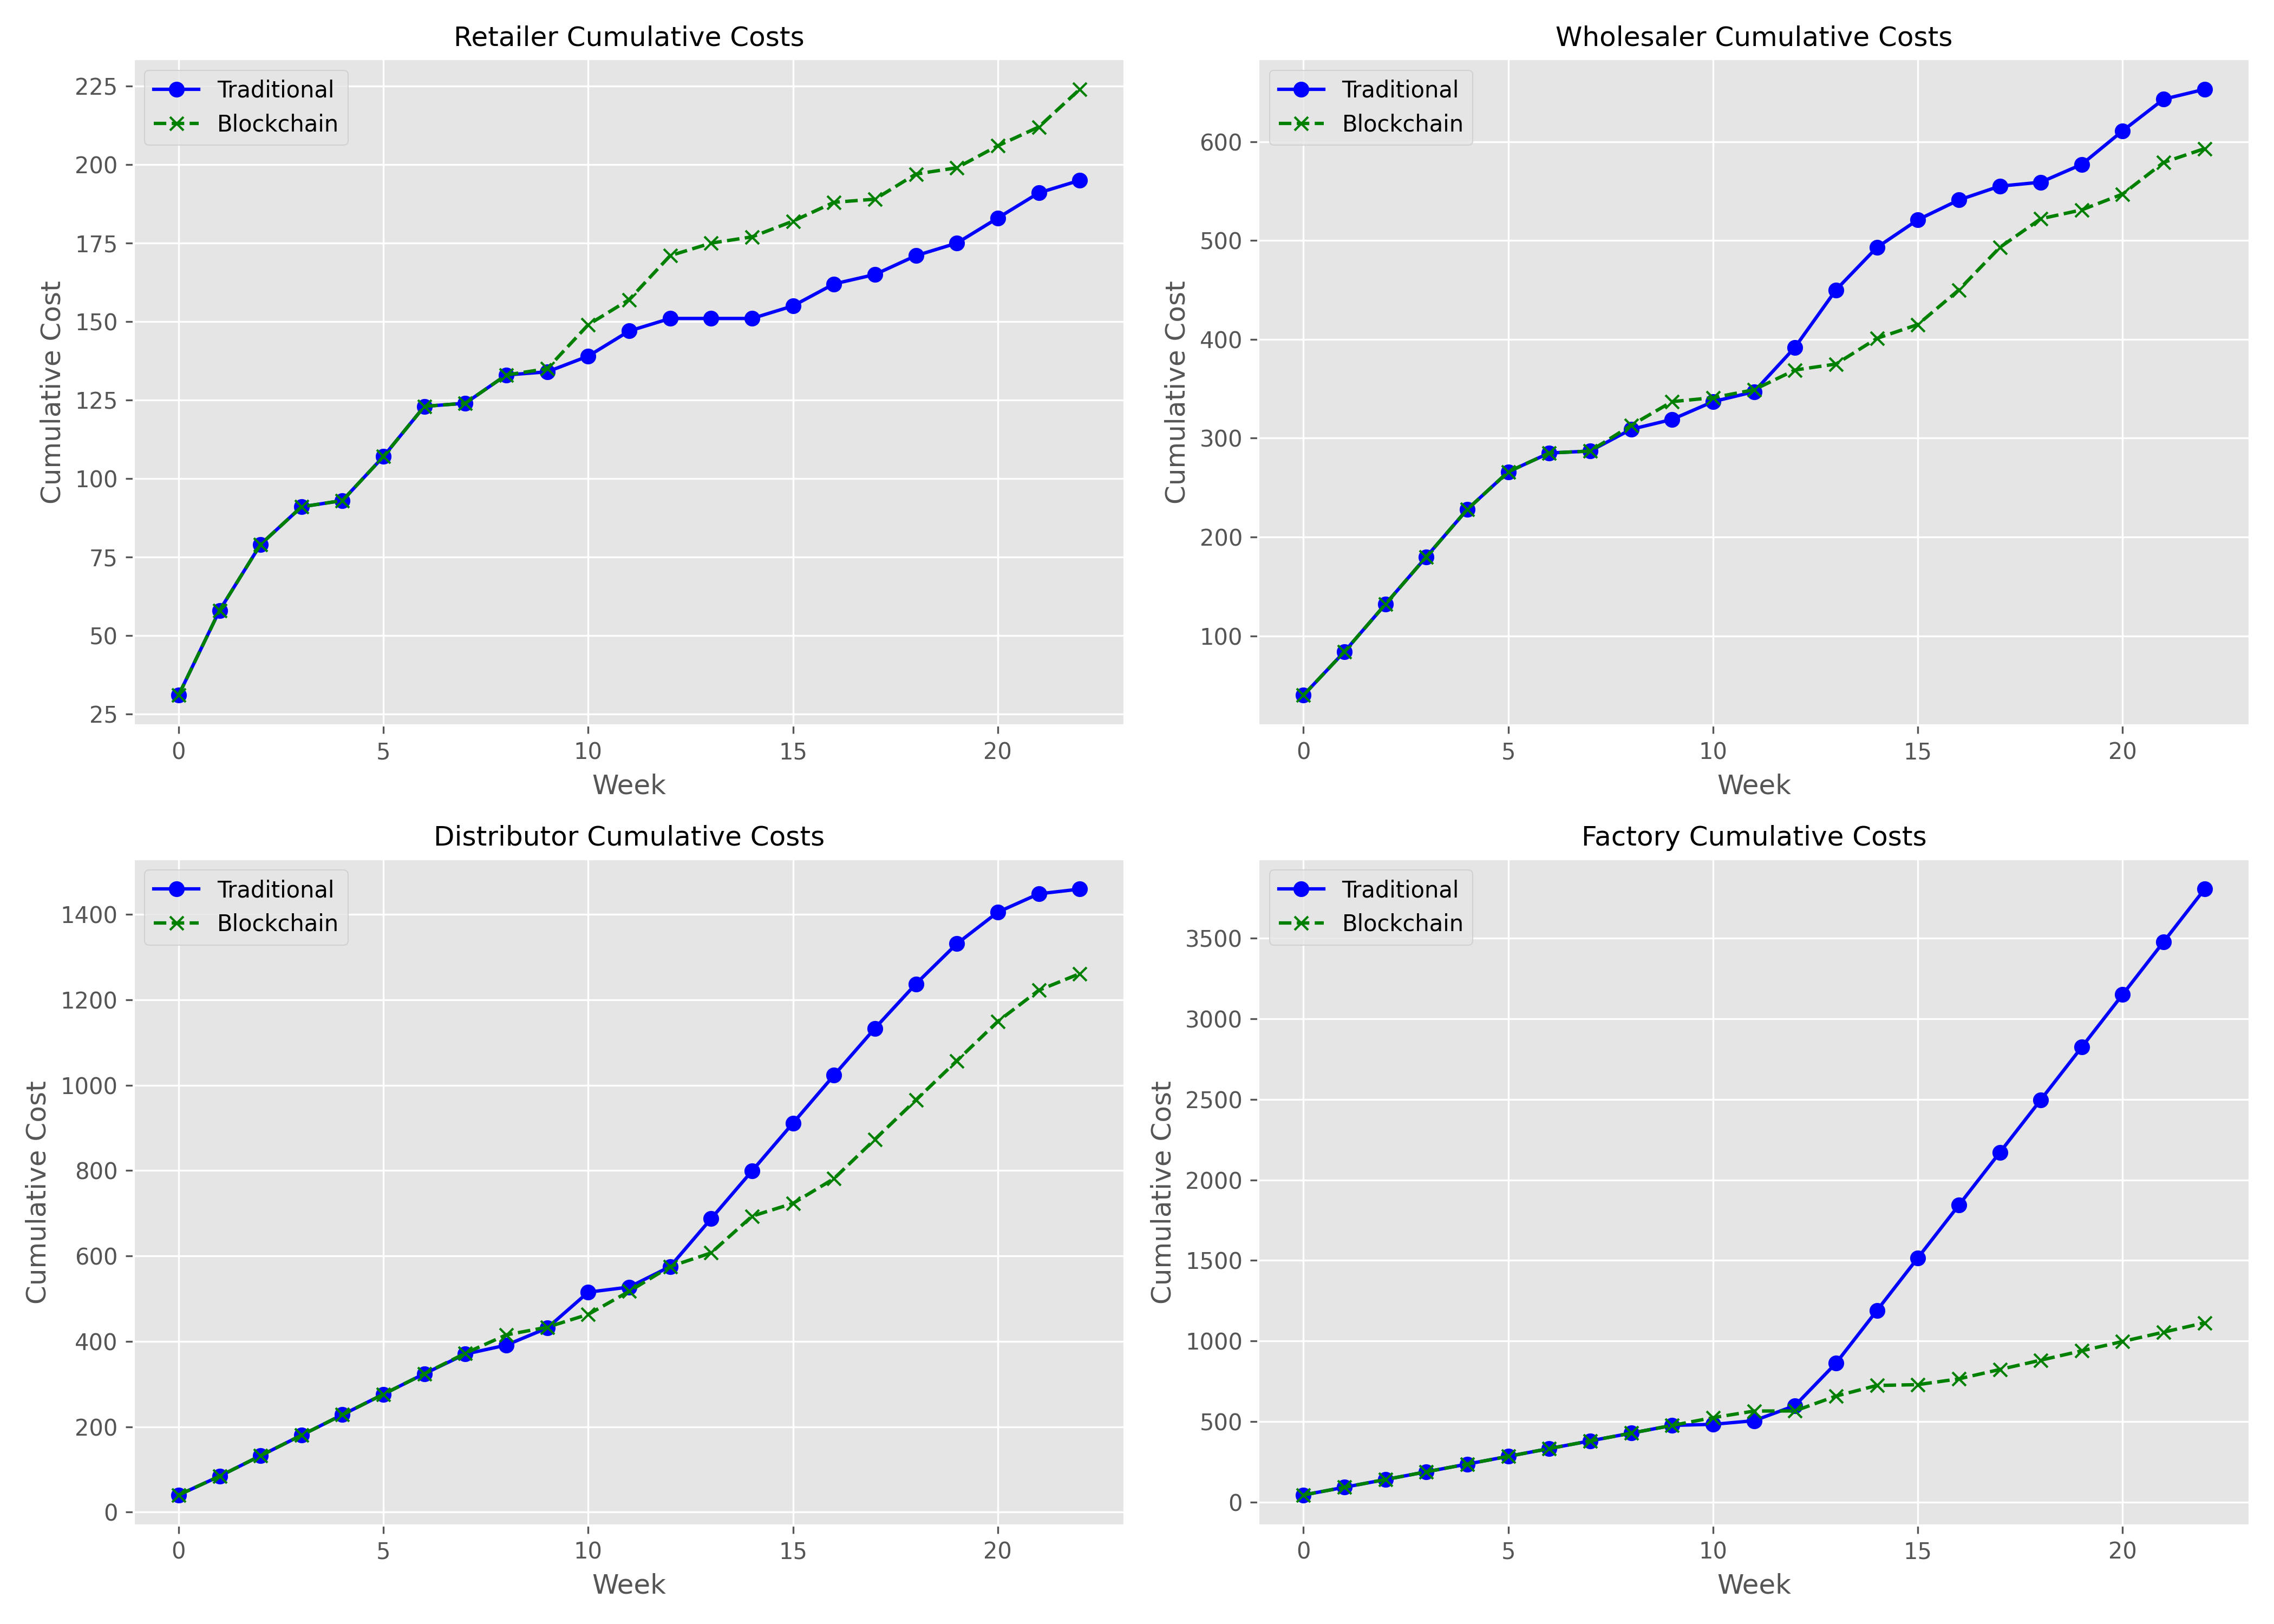 Retailer Cumulative Costs
Traditional
Blockchain
225
200
175
150
125
100
75
50
25
Cumulative Cost
0 5 10 15 20
Week
Wholesaler Cumulative Costs
Traditional
Blockchain
600
500
400
300
200
100
Cumulative Cost
0 5 10 15 20
Week
Distributor Cumulative Costs
Traditional
Blockchain
1400
1200
1000
800
600
400
200
0
Cumulative Cost
0 5 10 15 20
Week
Factory Cumulative Costs
Traditional
Blockchain
3500
3000
2500
2000
1500
1000
500
0
Cumulative Cost
0 5 10 15 20
Week